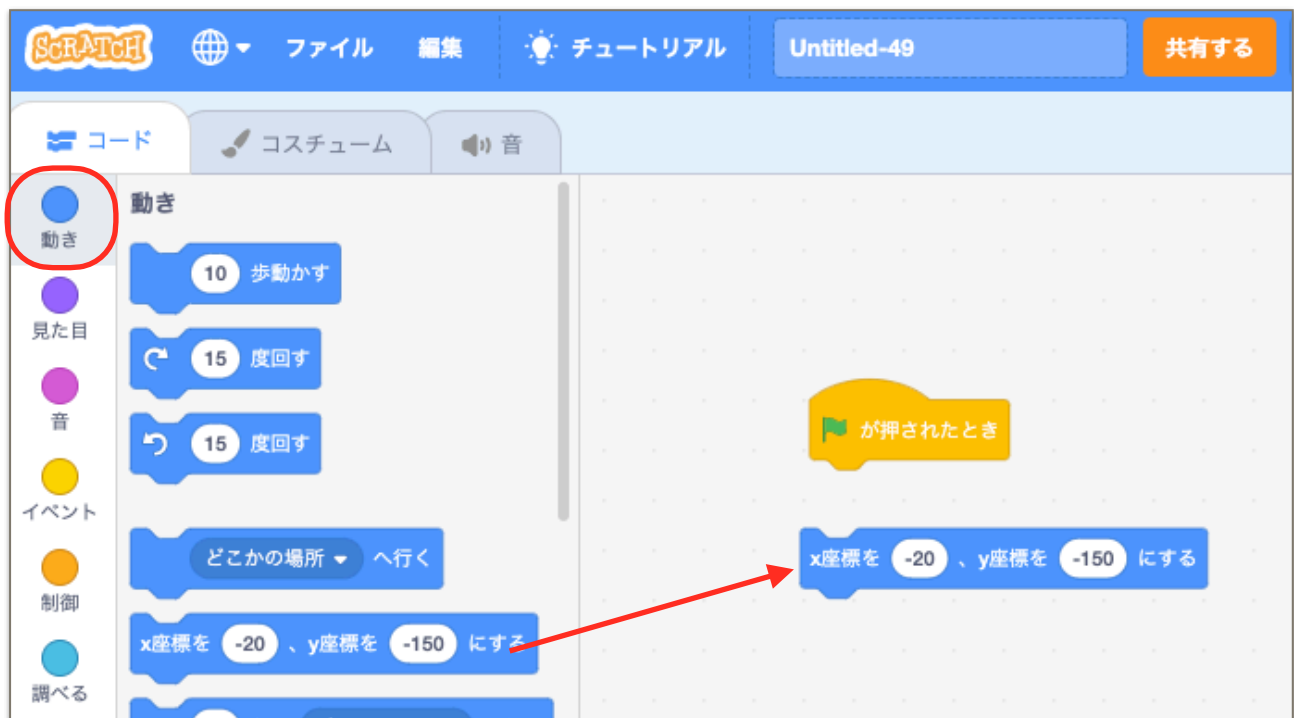 SCRATCH ファイル 編集 チュートリアル Untitled-49 共有する
コード コスチューム 音
動き
見た目
音
イベント
制御
調べる
動き
10 歩動かす
15 度回す
15 度回す
どこかの場所 へ行く
x座標を -20 、y座標を -150 にする
が押されたとき
x座標を -20 、y座標を -150 にする